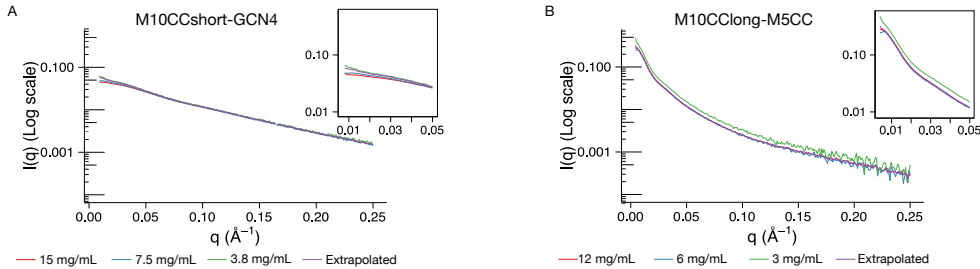 A
M10CCshort-GCN4
I(q) (Log scale)
0.100
0.001
0.00 0.05 0.10 0.15 0.20 0.25
q (Å⁻¹)
0.10
0.01
0.01 0.03 0.05
15 mg/mL 7.5 mg/mL 3.8 mg/mL Extrapolated
B
M10CClong-M5CC
I(q) (Log scale)
0.100
0.001
0.00 0.05 0.10 0.15 0.20 0.25
q (Å⁻¹)
0.10
0.01
0.01 0.03 0.05
12 mg/mL 6 mg/mL 3 mg/mL Extrapolated